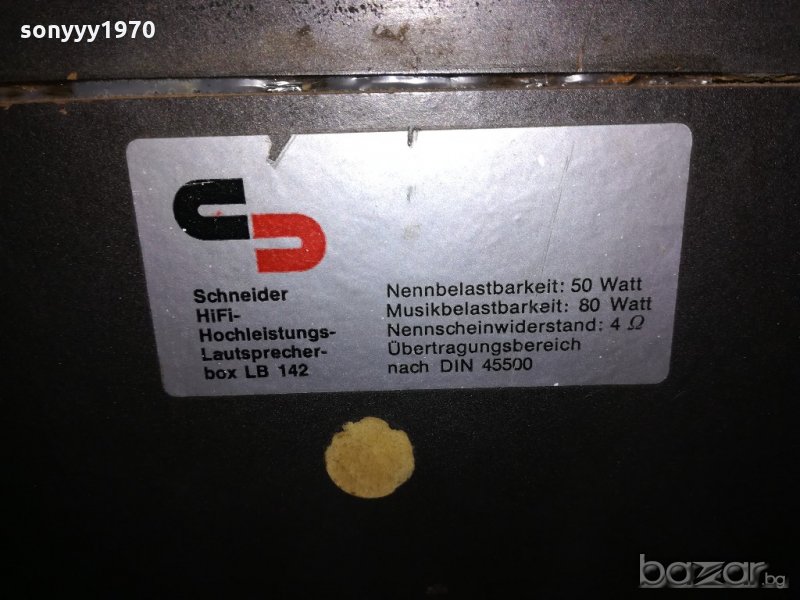 sonyyy1970
Schneider
HiFi-
Hochleistungs-
Lautsprecher-
box LB 142
Nennbelastbarkeit: 50 Watt
Musikbelastbarkeit: 80 Watt
Nennscheinwiderstand: 4 Ω
Übertragungsbereich
nach DIN 45500
bazar.bg